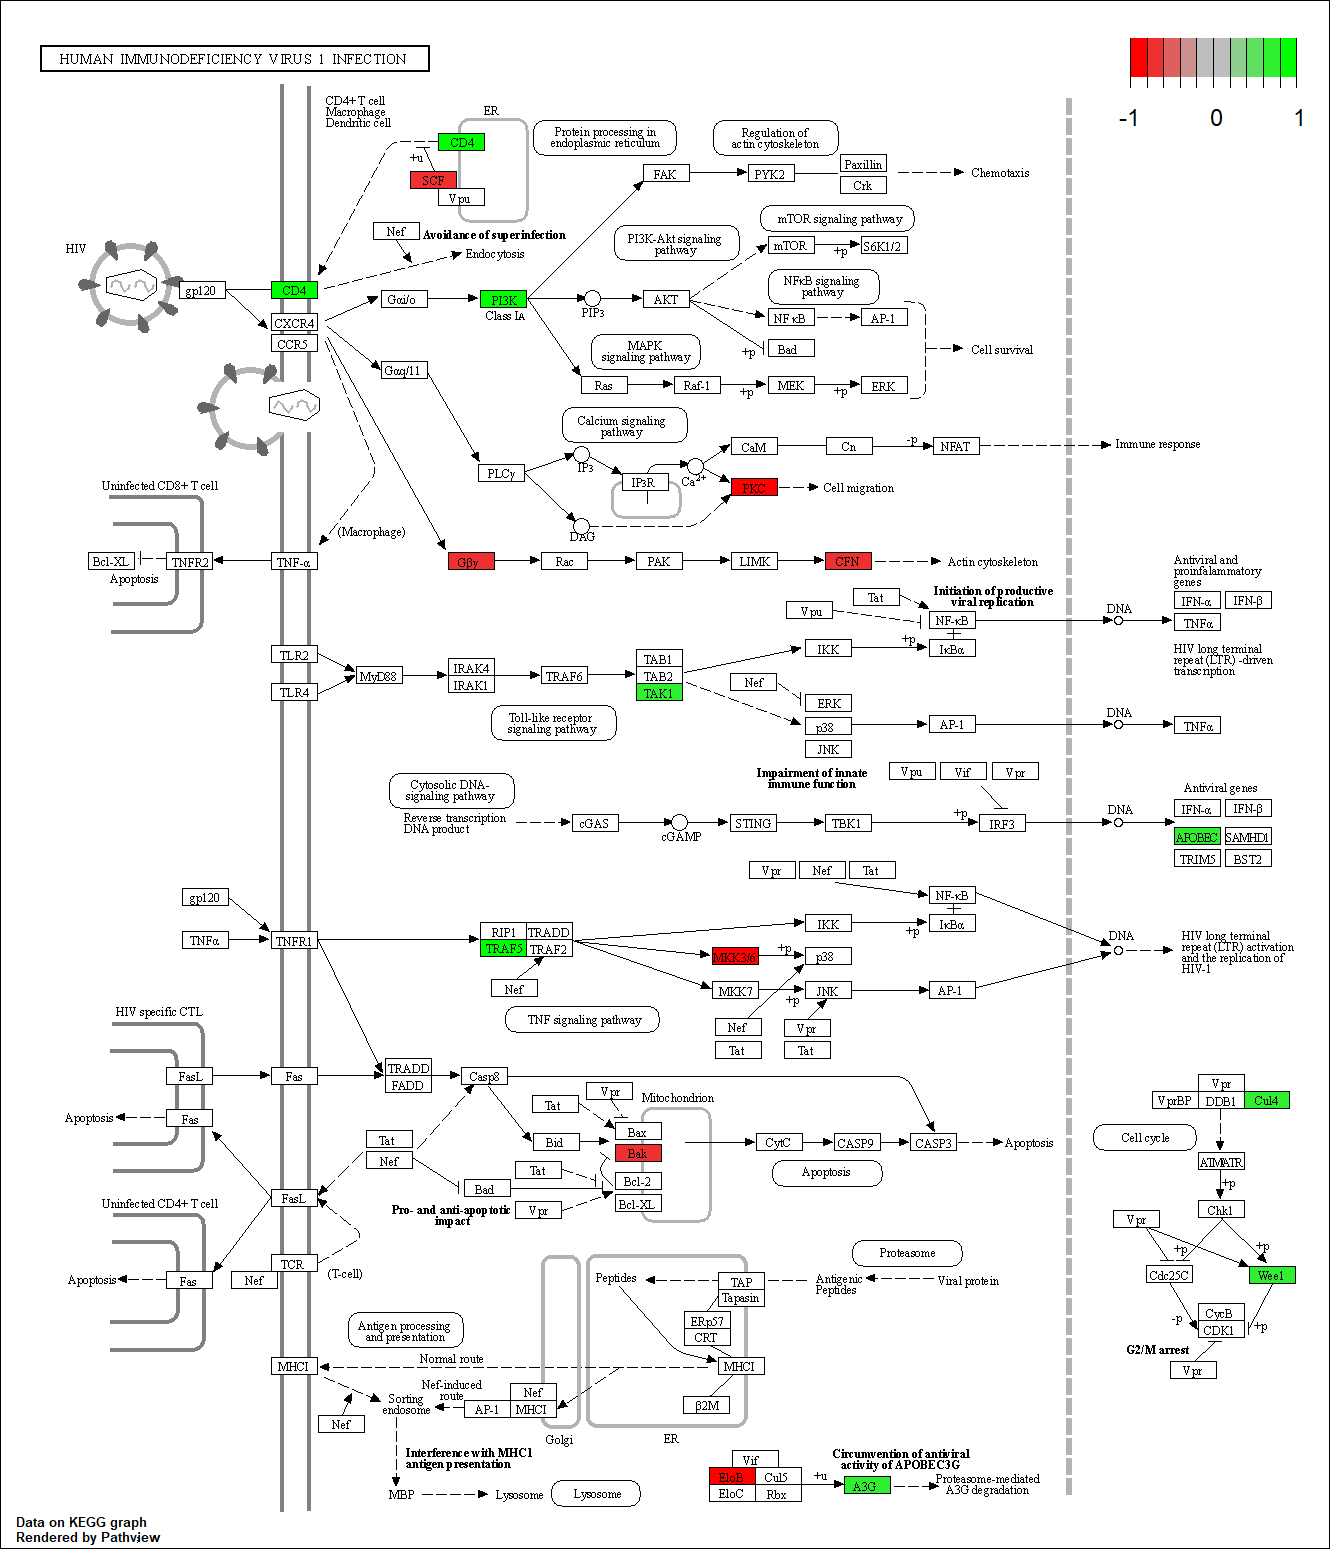 HUMAN IMMUNODEFICIENCY VIRUS 1 INFECTION
-1
0
1
CD4+ T cell
Macrophage
Dendritic cell
ER
CD4
+u
SCF
Vpu
Protein processing in
endoplasmic reticulum
Regulation of
actin cytoskeleton
FAK
PYK2
Paxillin
Crk
Chemotaxis
HIV
Nef
Avoidance of superinfection
Endocytosis
PI3K-Akt signaling
pathway
mTOR signaling pathway
mTOR
+p
S6K1/2
gp120
CD4
CXCR4
CCR5
Gαi/o
PI3K
Class IA
PIP3
AKT
NFκB signaling
pathway
NFκB
AP-1
+p
Bad
Cell survival
Gαq/11
MAPK
signaling pathway
Ras
Raf-1
+p
MEK
+p
ERK
Calcium signaling
pathway
PLCγ
IP3
IP3R
Ca2+
DAG
CaM
Cn
-p
NFAT
Immune response
PKC
Cell migration
Uninfected CD8+ T cell
(Macrophage)
Bcl-XL
Apoptosis
TNFR2
TNF-α
Gβγ
Rac
PAK
LIMK
CFN
Actin cytoskeleton
Antiviral and
proinfalammatory
genes
IFN-α
IFN-β
TNFα
HIV long terminal
repeat (LTR) -driven
transcription
Tat
Vpu
Initiation of productive
viral replication
NF-κB
+p
IκBα
DNA
TLR2
TLR4
MyD88
IRAK4
IRAK1
TRAF6
TAB1
TAB2
TAK1
IKK
Nef
ERK
p38
JNK
AP-1
DNA
TNFα
Toll-like receptor
signaling pathway
Impairment of innate
immune function
Vpu
Vif
Vpr
Cytosolic DNA-
signaling pathway
Reverse transcription
DNA product
cGAS
cGAMP
STING
TBK1
+p
IRF3
DNA
Antiviral genes
IFN-α
IFN-β
APOBEC
SAMHD1
TRIM5
BST2
Vpr
Nef
Tat
gp120
TNFα
TNFR1
RIP1
TRADD
TRAF5
TRAF2
Nef
IKK
+p
NF-κB
IκBα
MKK3/6
+p
p38
MKK7
+p
JNK
AP-1
DNA
HIV long terminal
repeat (LTR) activation
and the replication of
HIV-1
TNF signaling pathway
Nef
Tat
Vpr
Tat
HIV specific CTL
FasL
Fas
Apoptosis
Fas
TRADD
FADD
Casp8
Tat
Nef
Vpr
Tat
Mitochondrion
Bax
Bid
Bak
Tat
Bcl-2
Bad
Bcl-XL
Vpr
Pro- and anti-apoptotic
impact
CytC
CASP9
CASP3
Apoptosis
Apoptosis
Vpr
VprBP
DDB1
Cul4
Cell cycle
ATM/ATR
+p
Chk1
Vpr
+p
+p
Cdc25C
Wee1
-p
CycB
CDK1
+p
G2/M arrest
Vpr
Uninfected CD4+ T cell
FasL
TCR
(T-cell)
Nef
Apoptosis
Fas
Antigen processing
and presentation
MHCI
Normal route
Nef
Sorting
endosome
Nef-induced
route
AP-1
Nef
MHCI
Golgi
Peptides
TAP
Tapasin
ERp57
CRT
MHCI
β2M
ER
Antigenic
Peptides
Viral protein
Proteasome
Interference with MHC1
antigen presentation
MBP
Lysosome
Lysosome
Vif
EloB
Cul5
EloC
Rbx
+u
Circumvention of antiviral
activity of APOBEC3G
A3G
Proteasome-mediated
A3G degradation
Data on KEGG graph
Rendered by Pathview